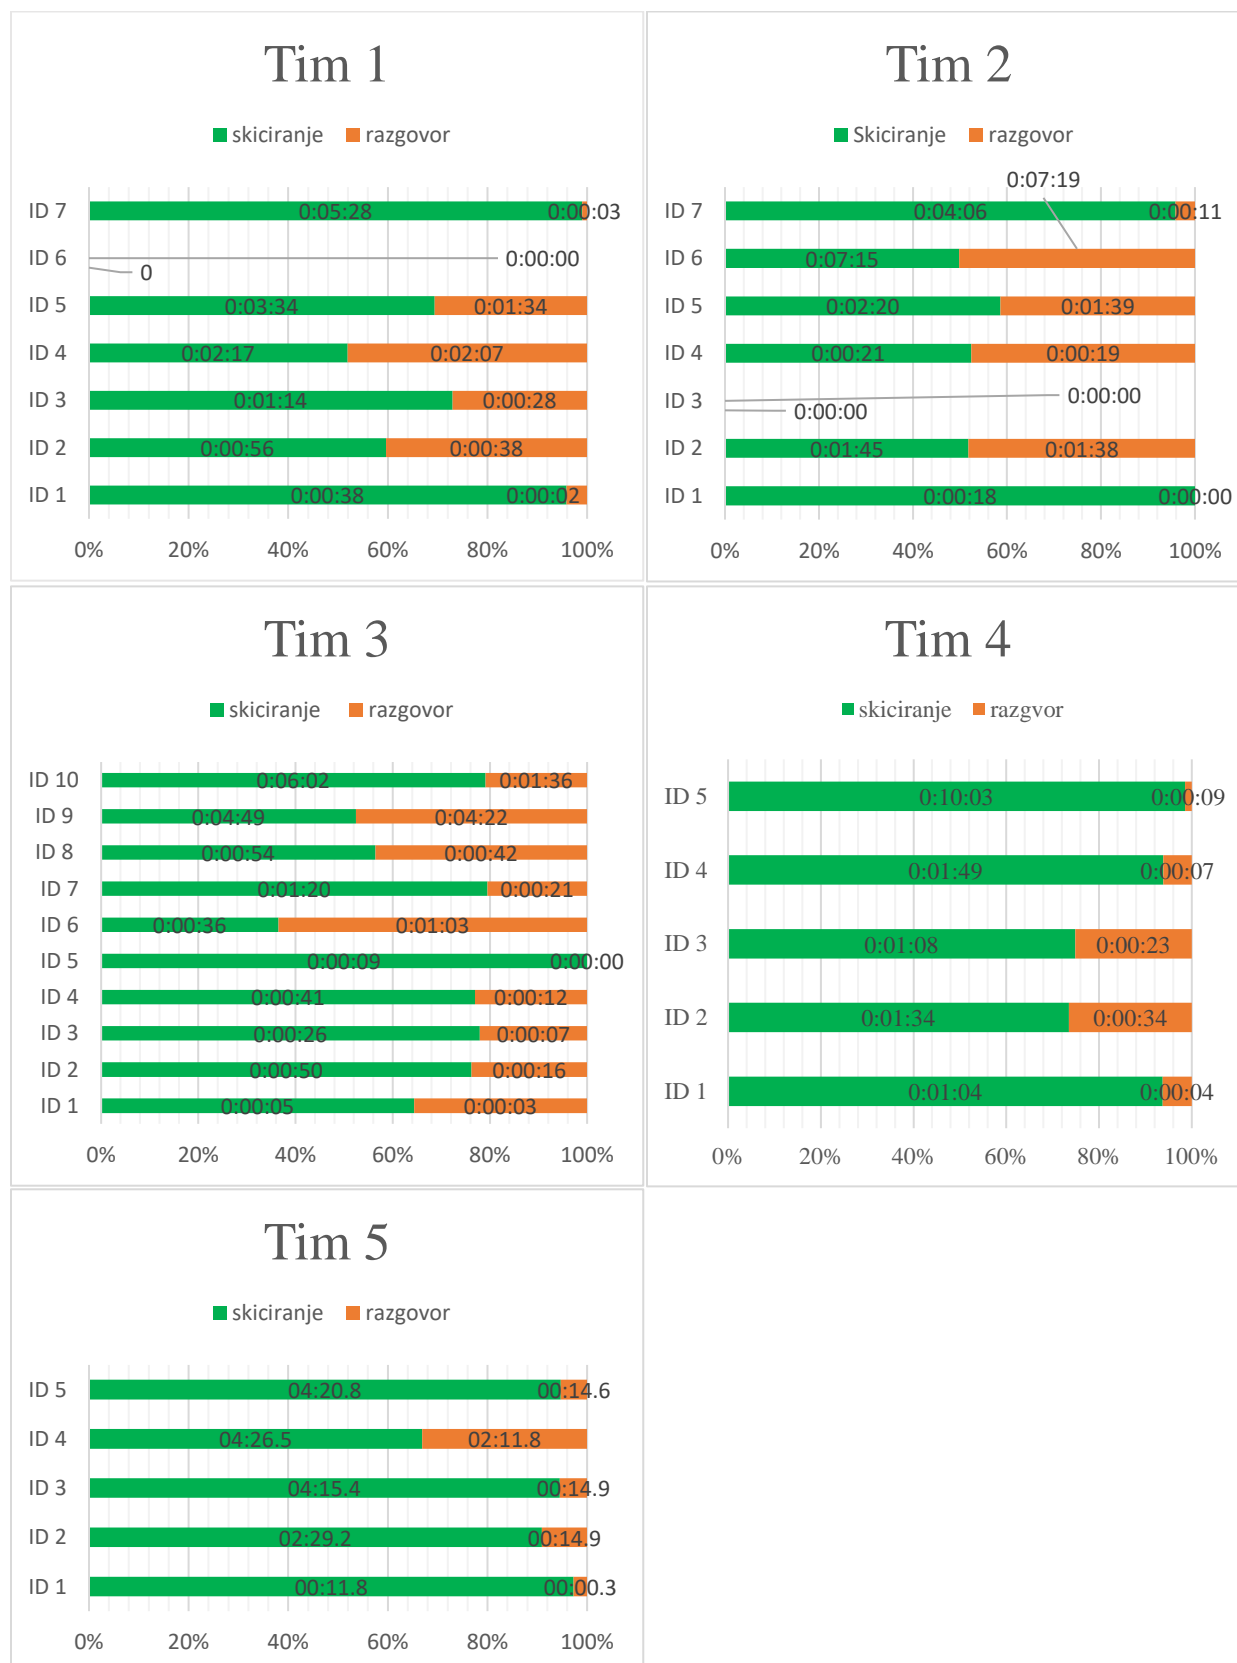 Tim 1
skiciranje razgovor
ID 7 0:05:28 0:00:03
ID 6 0 0:00:00
ID 5 0:03:34 0:01:34
ID 4 0:02:17 0:02:07
ID 3 0:01:14 0:00:28
ID 2 0:00:56 0:00:38
ID 1 0:00:38 0:00:02
0% 20% 40% 60% 80% 100%
Tim 2
Skiciranje razgovor
0:07:19
ID 7 0:04:06 0:00:11
ID 6 0:07:15
ID 5 0:02:20 0:01:39
ID 4 0:00:21 0:00:19
ID 3 0:00:00 0:00:00
ID 2 0:01:45 0:01:38
ID 1 0:00:18 0:00:00
0% 20% 40% 60% 80% 100%
Tim 3
skiciranje razgovor
ID 10 0:06:02 0:01:36
ID 9 0:04:49 0:04:22
ID 8 0:00:54 0:00:42
ID 7 0:01:20 0:00:21
ID 6 0:00:36 0:01:03
ID 5 0:00:09 0:00:00
ID 4 0:00:41 0:00:12
ID 3 0:00:26 0:00:07
ID 2 0:00:50 0:00:16
ID 1 0:00:05 0:00:03
0% 20% 40% 60% 80% 100%
Tim 4
skiciranje razgvor
ID 5 0:10:03 0:00:09
ID 4 0:01:49 0:00:07
ID 3 0:01:08 0:00:23
ID 2 0:01:34 0:00:34
ID 1 0:01:04 0:00:04
0% 20% 40% 60% 80% 100%
Tim 5
skiciranje razgovor
ID 5 04:20.8 00:14.6
ID 4 04:26.5 02:11.8
ID 3 04:15.4 00:14.9
ID 2 02:29.2 00:14.9
ID 1 00:11.8 00:00.3
0% 20% 40% 60% 80% 100%